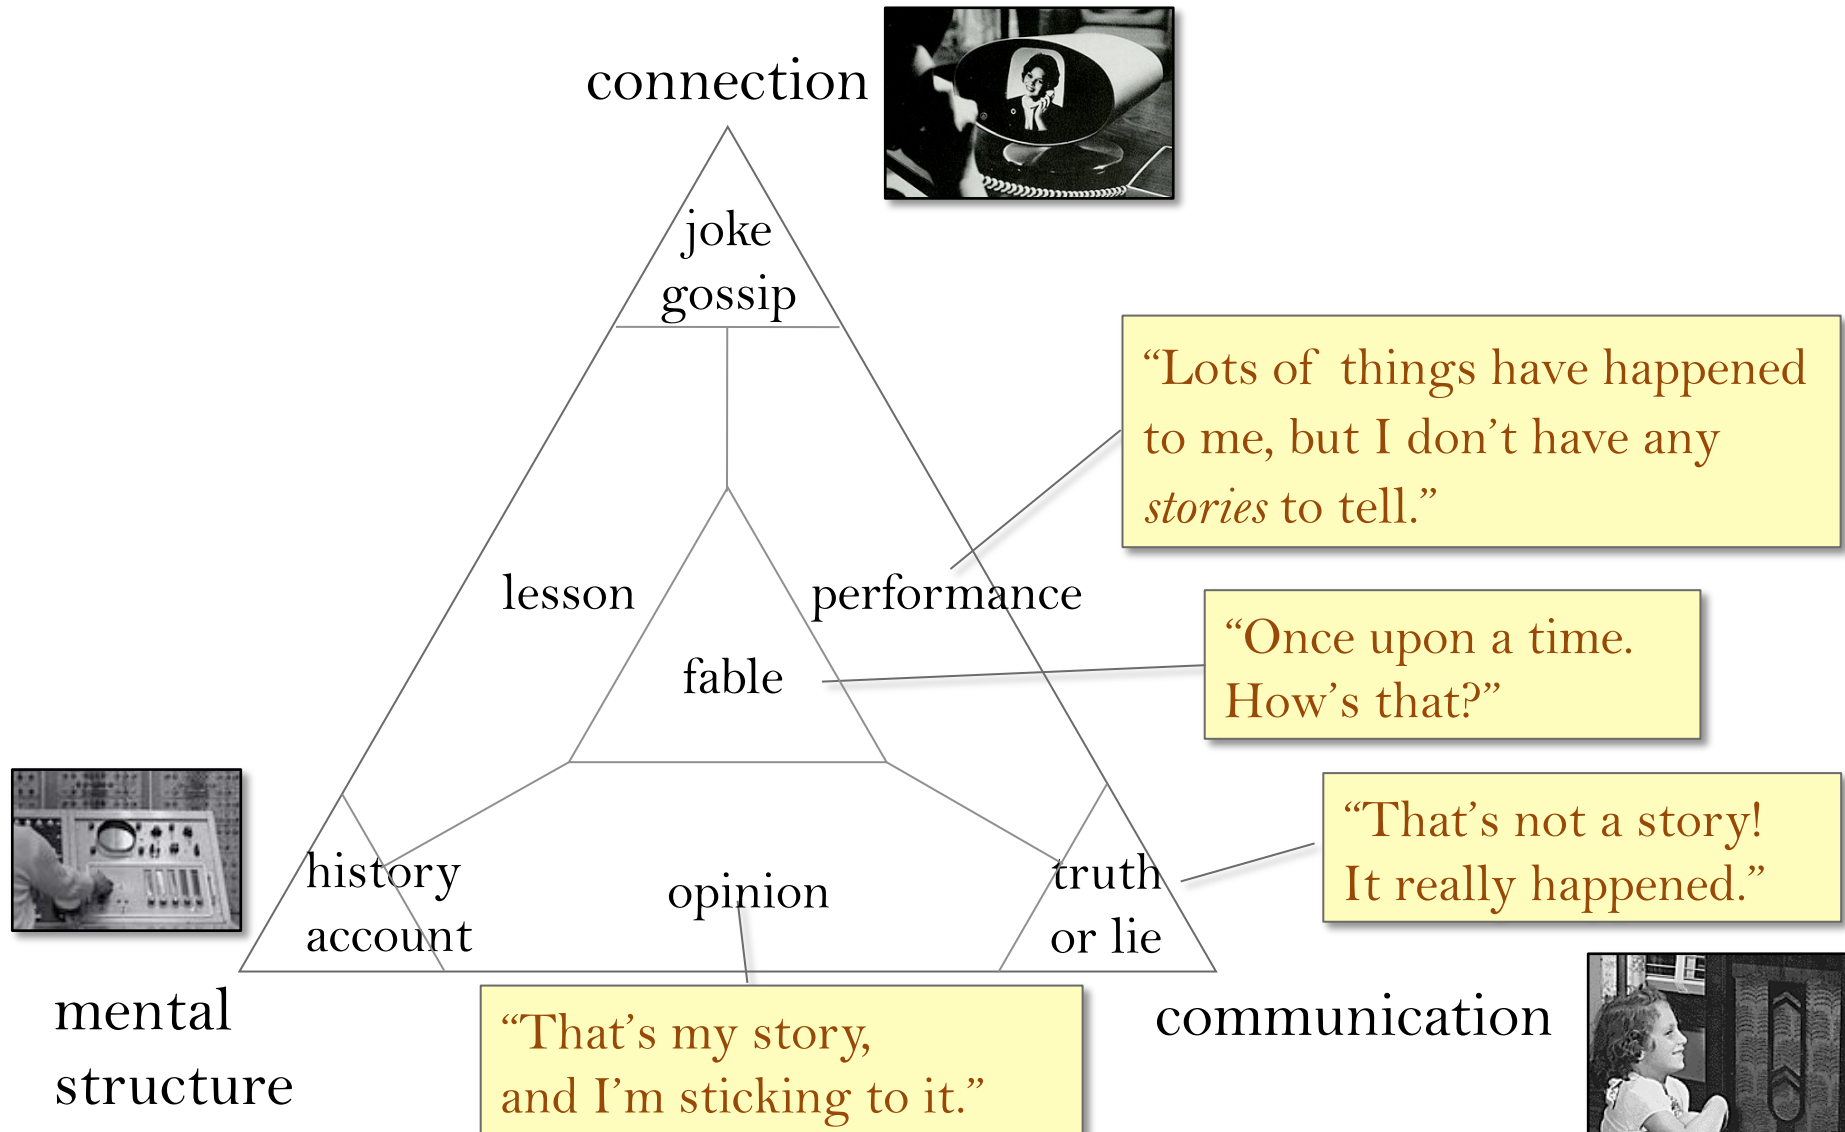 connection
joke
gossip
“Lots of things have happened
to me, but I don’t have any
stories to tell.”
lesson
performance
“Once upon a time.
How’s that?”
fable
“That’s not a story!
It really happened.”
history
account
opinion
truth
or lie
mental
structure
“That’s my story,
and I’m sticking to it.”
communication